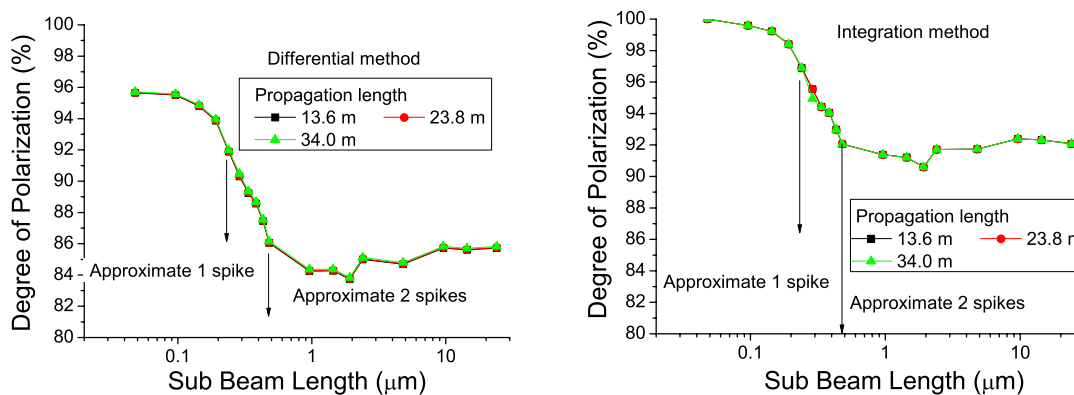 Differential method
Propagation length
13.6 m 23.8 m
34.0 m
Approximate 1 spike
Approximate 2 spikes
Degree of Polarization (%)
100
98
96
94
92
90
88
86
84
82
80
0.1 1 10
Sub Beam Length (μm)
Integration method
Propagation length
13.6 m 23.8 m
34.0 m
Approximate 1 spike
Approximate 2 spikes
Degree of Polarization (%)
100
98
96
94
92
90
88
86
84
82
80
0.1 1 10
Sub Beam Length (μm)